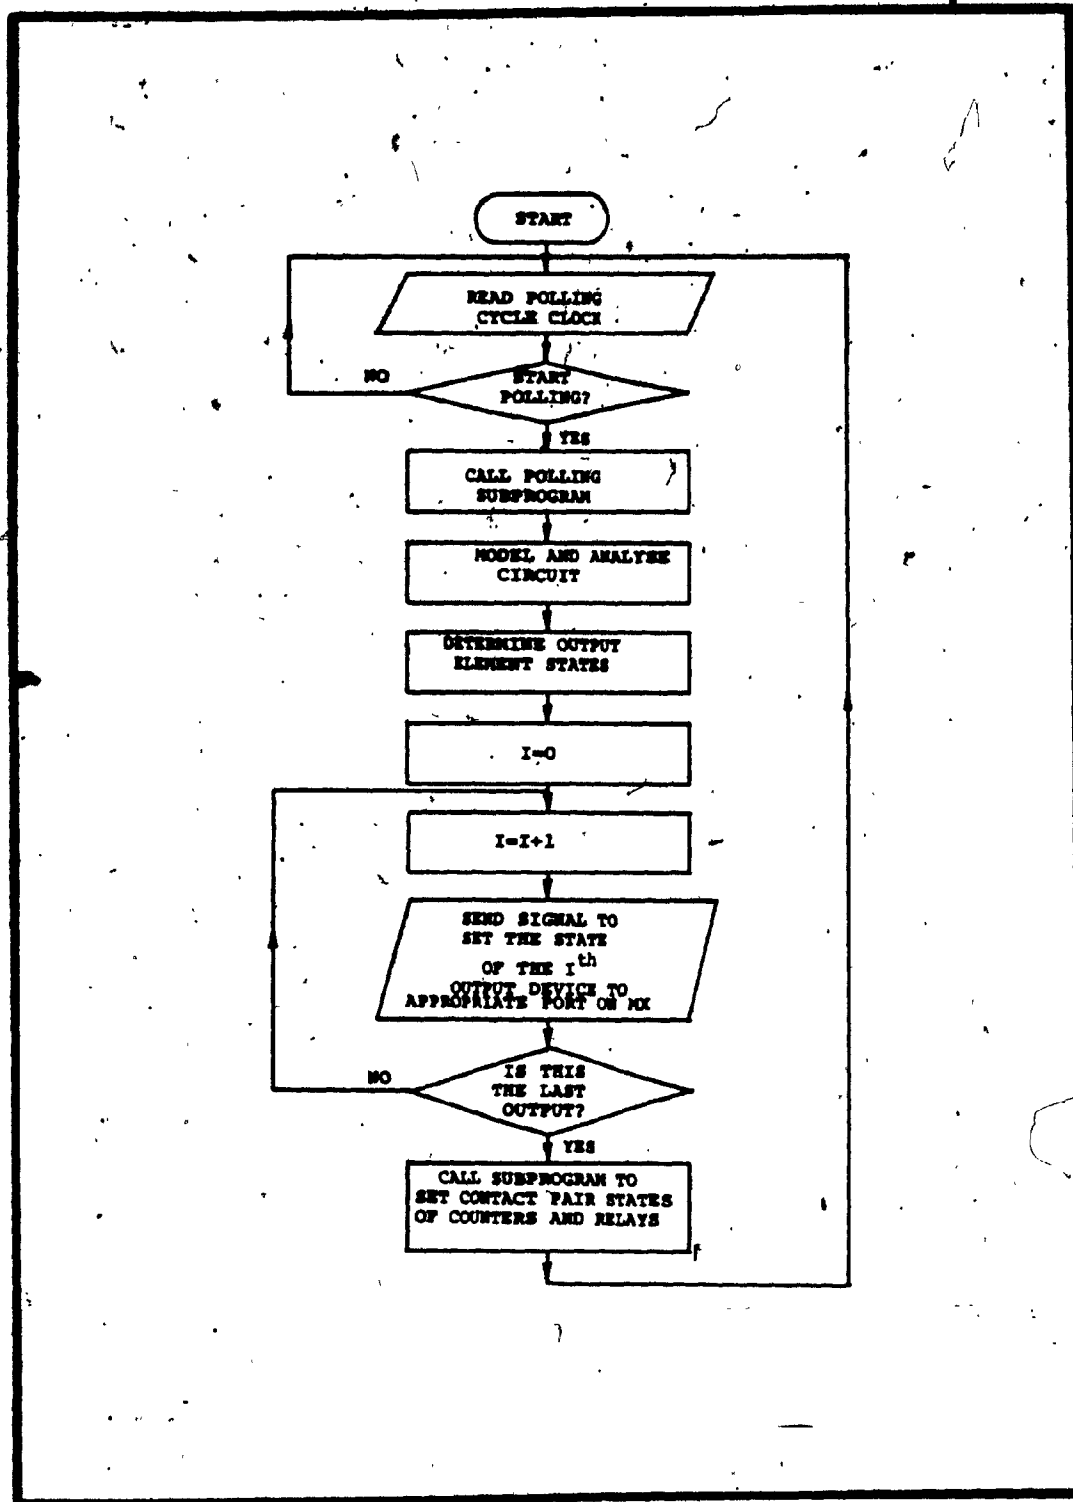 START
READ POLLING
CYCLE CLOCK
NO
START
POLLING?
YES
CALL POLLING
SUBPROGRAM
MODEL AND ANALYSE
CIRCUIT
DETERMINE OUTPUT
ELEMENT STATES
I=0
I=I+1
SEND SIGNAL TO
SET THE STATE
OF THE Ith
OUTPUT DEVICE TO
APPROPRIATE PORT ON MX
NO
IS THIS
THE LAST
OUTPUT?
YES
CALL SUBPROGRAM TO
SET CONTACT PAIR STATES
OF COUNTERS AND RELAYS